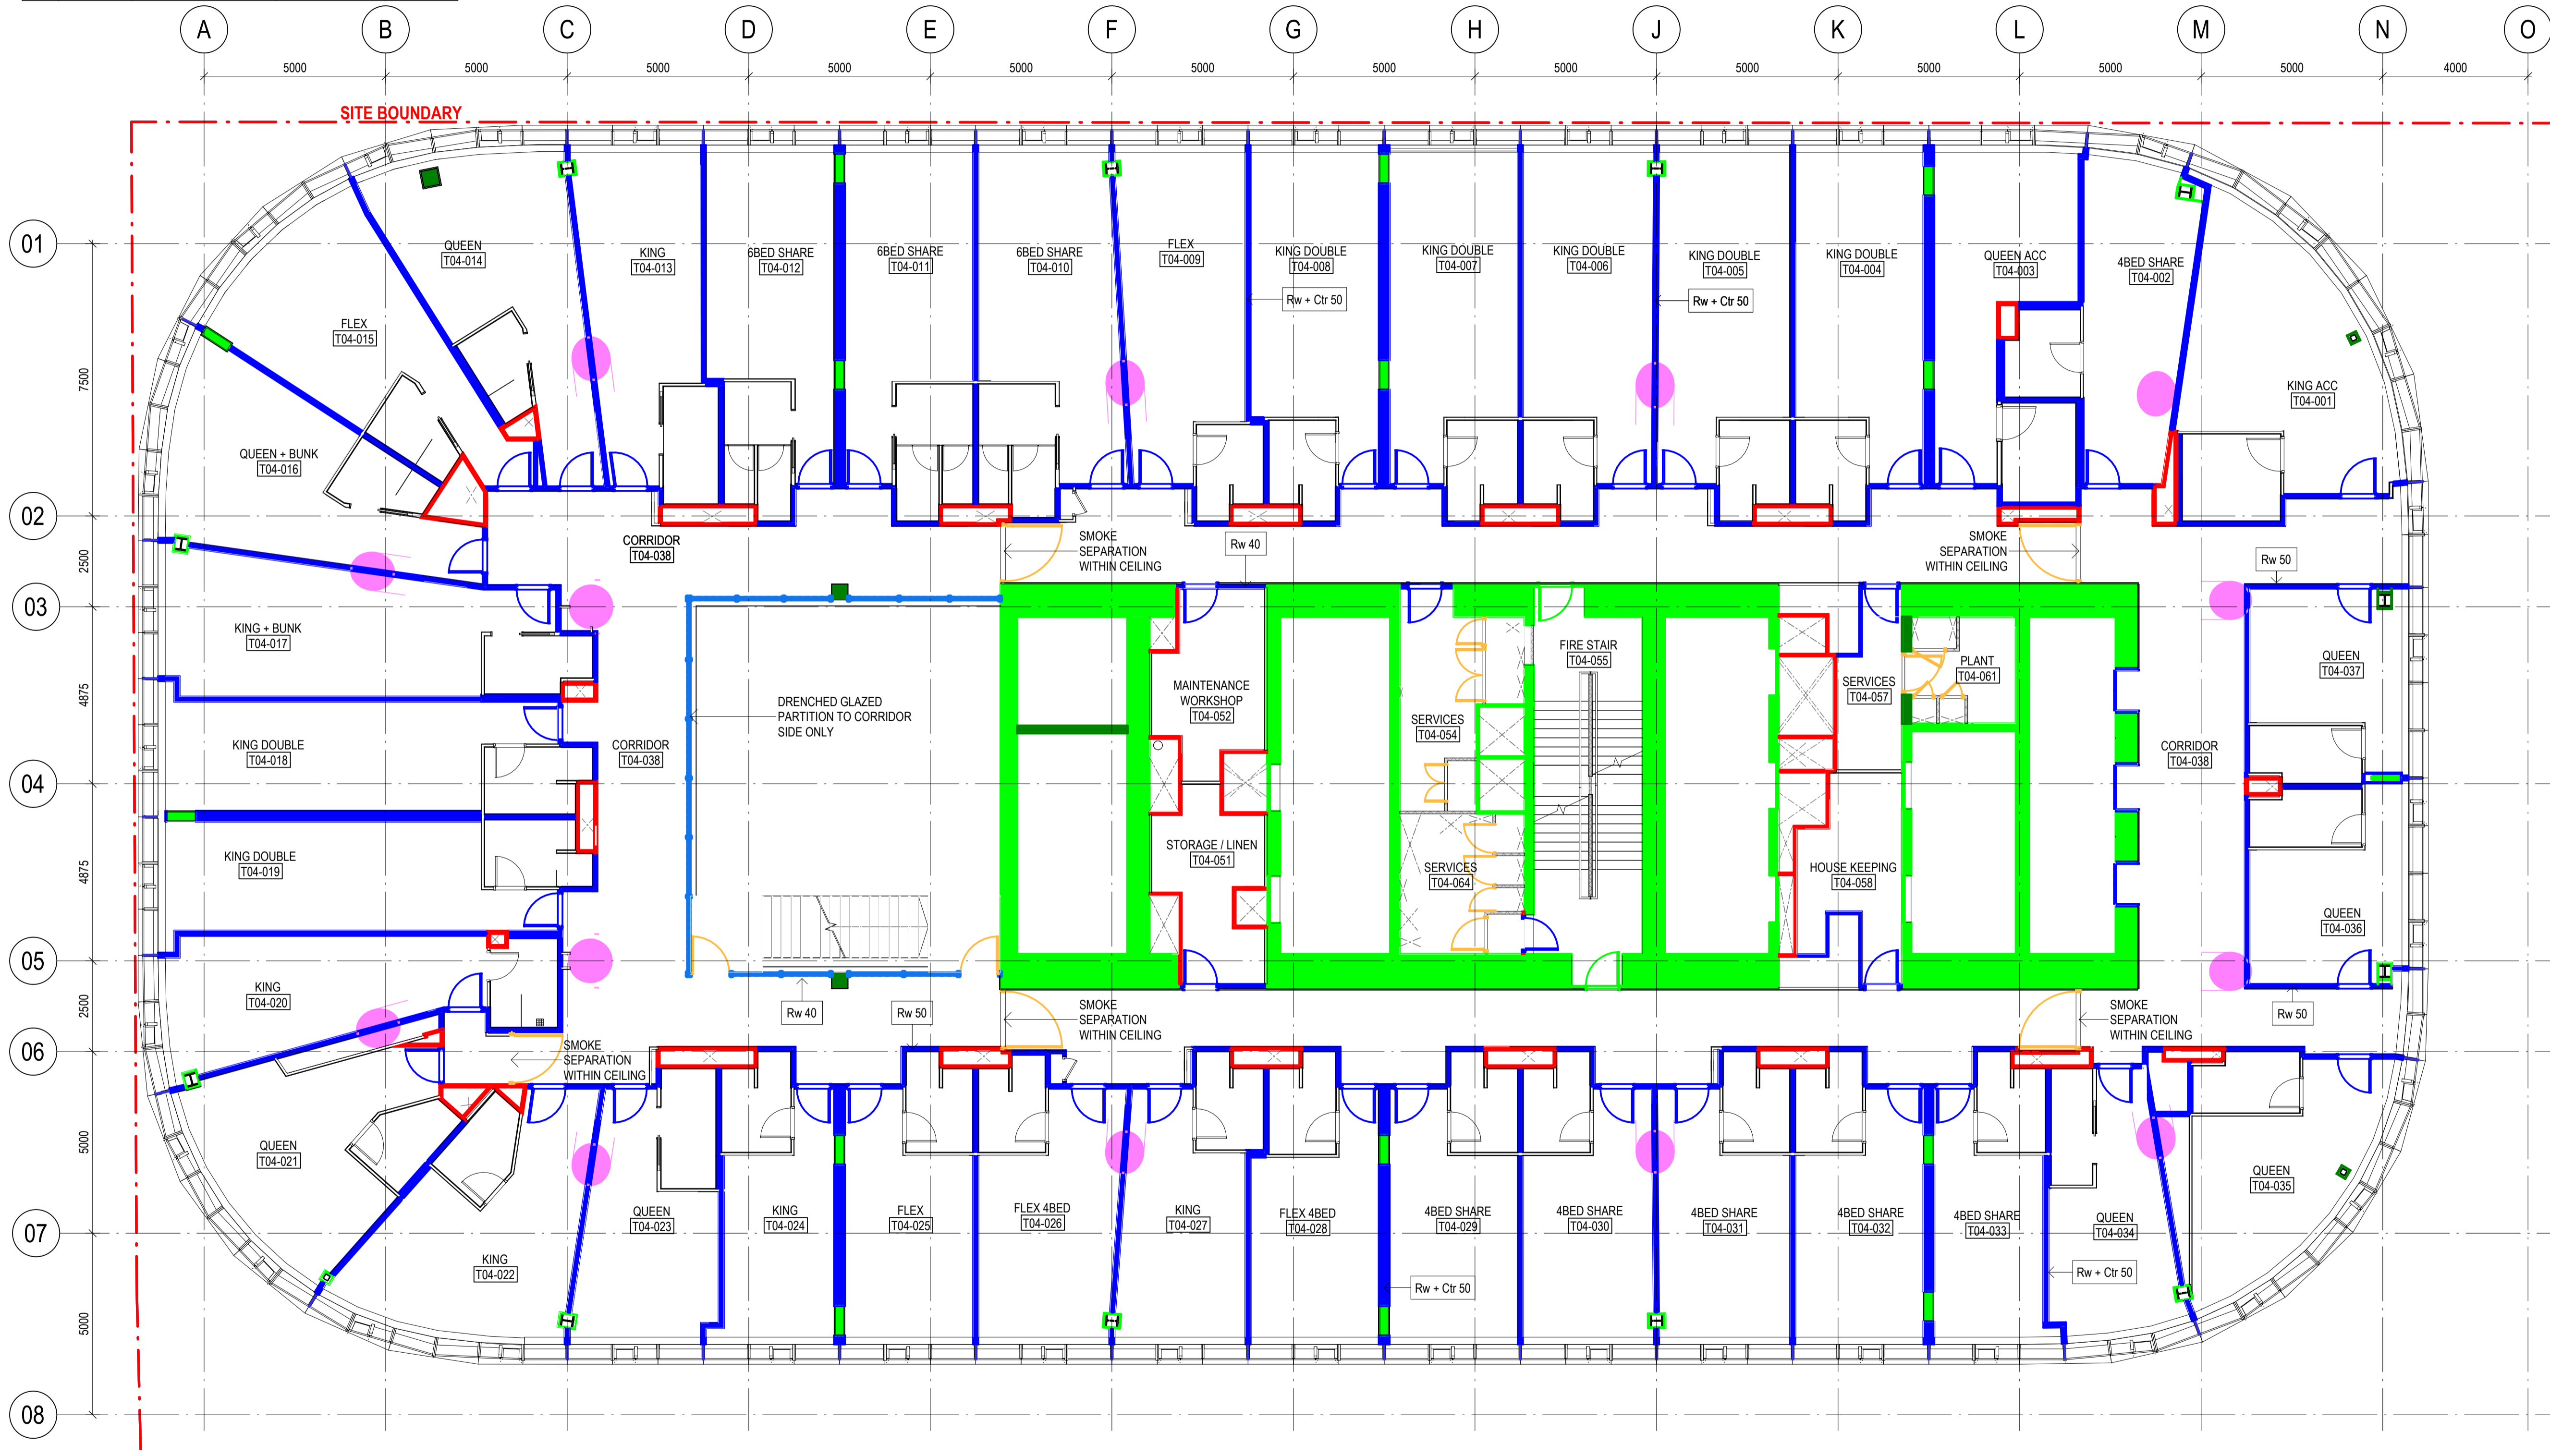 A B C D E F G H J K L M N O
5000 5000 5000 5000 5000 5000 5000 5000 5000 5000 5000 5000 4000
SITE BOUNDARY
01
02
03
04
05
06
07
08
7500
2500
4875
4875
2500
5000
5000
QUEEN
T04-014
KING
T04-013
6BED SHARE
T04-012
6BED SHARE
T04-011
6BED SHARE
T04-010
FLEX
T04-009
KING DOUBLE
T04-008
KING DOUBLE
T04-007
KING DOUBLE
T04-006
KING DOUBLE
T04-005
KING DOUBLE
T04-004
QUEEN ACC
T04-003
4BED SHARE
T04-002
KING ACC
T04-001
Rw + Ctr 50
Rw + Ctr 50
FLEX
T04-015
QUEEN + BUNK
T04-016
CORRIDOR
T04-038
SMOKE
SEPARATION
WITHIN CEILING
Rw 40
SMOKE
SEPARATION
WITHIN CEILING
Rw 50
KING + BUNK
T04-017
KING DOUBLE
T04-018
CORRIDOR
T04-038
DRENCHED GLAZED
PARTITION TO CORRIDOR
SIDE ONLY
MAINTENANCE
WORKSHOP
T04-052
SERVICES
T04-054
FIRE STAIR
T04-055
SERVICES
T04-057
PLANT
T04-061
CORRIDOR
T04-038
QUEEN
T04-037
KING DOUBLE
T04-019
STORAGE / LINEN
T04-051
SERVICES
T04-064
HOUSE KEEPING
T04-058
QUEEN
T04-036
KING
T04-020
Rw 40
Rw 50
SMOKE
SEPARATION
WITHIN CEILING
SMOKE
SEPARATION
WITHIN CEILING
Rw 50
SMOKE
SEPARATION
WITHIN CEILING
QUEEN
T04-021
KING
T04-022
QUEEN
T04-023
KING
T04-024
FLEX
T04-025
FLEX 4BED
T04-026
KING
T04-027
FLEX 4BED
T04-028
4BED SHARE
T04-029
4BED SHARE
T04-030
4BED SHARE
T04-031
4BED SHARE
T04-032
4BED SHARE
T04-033
QUEEN
T04-034
QUEEN
T04-035
Rw + Ctr 50
Rw + Ctr 50